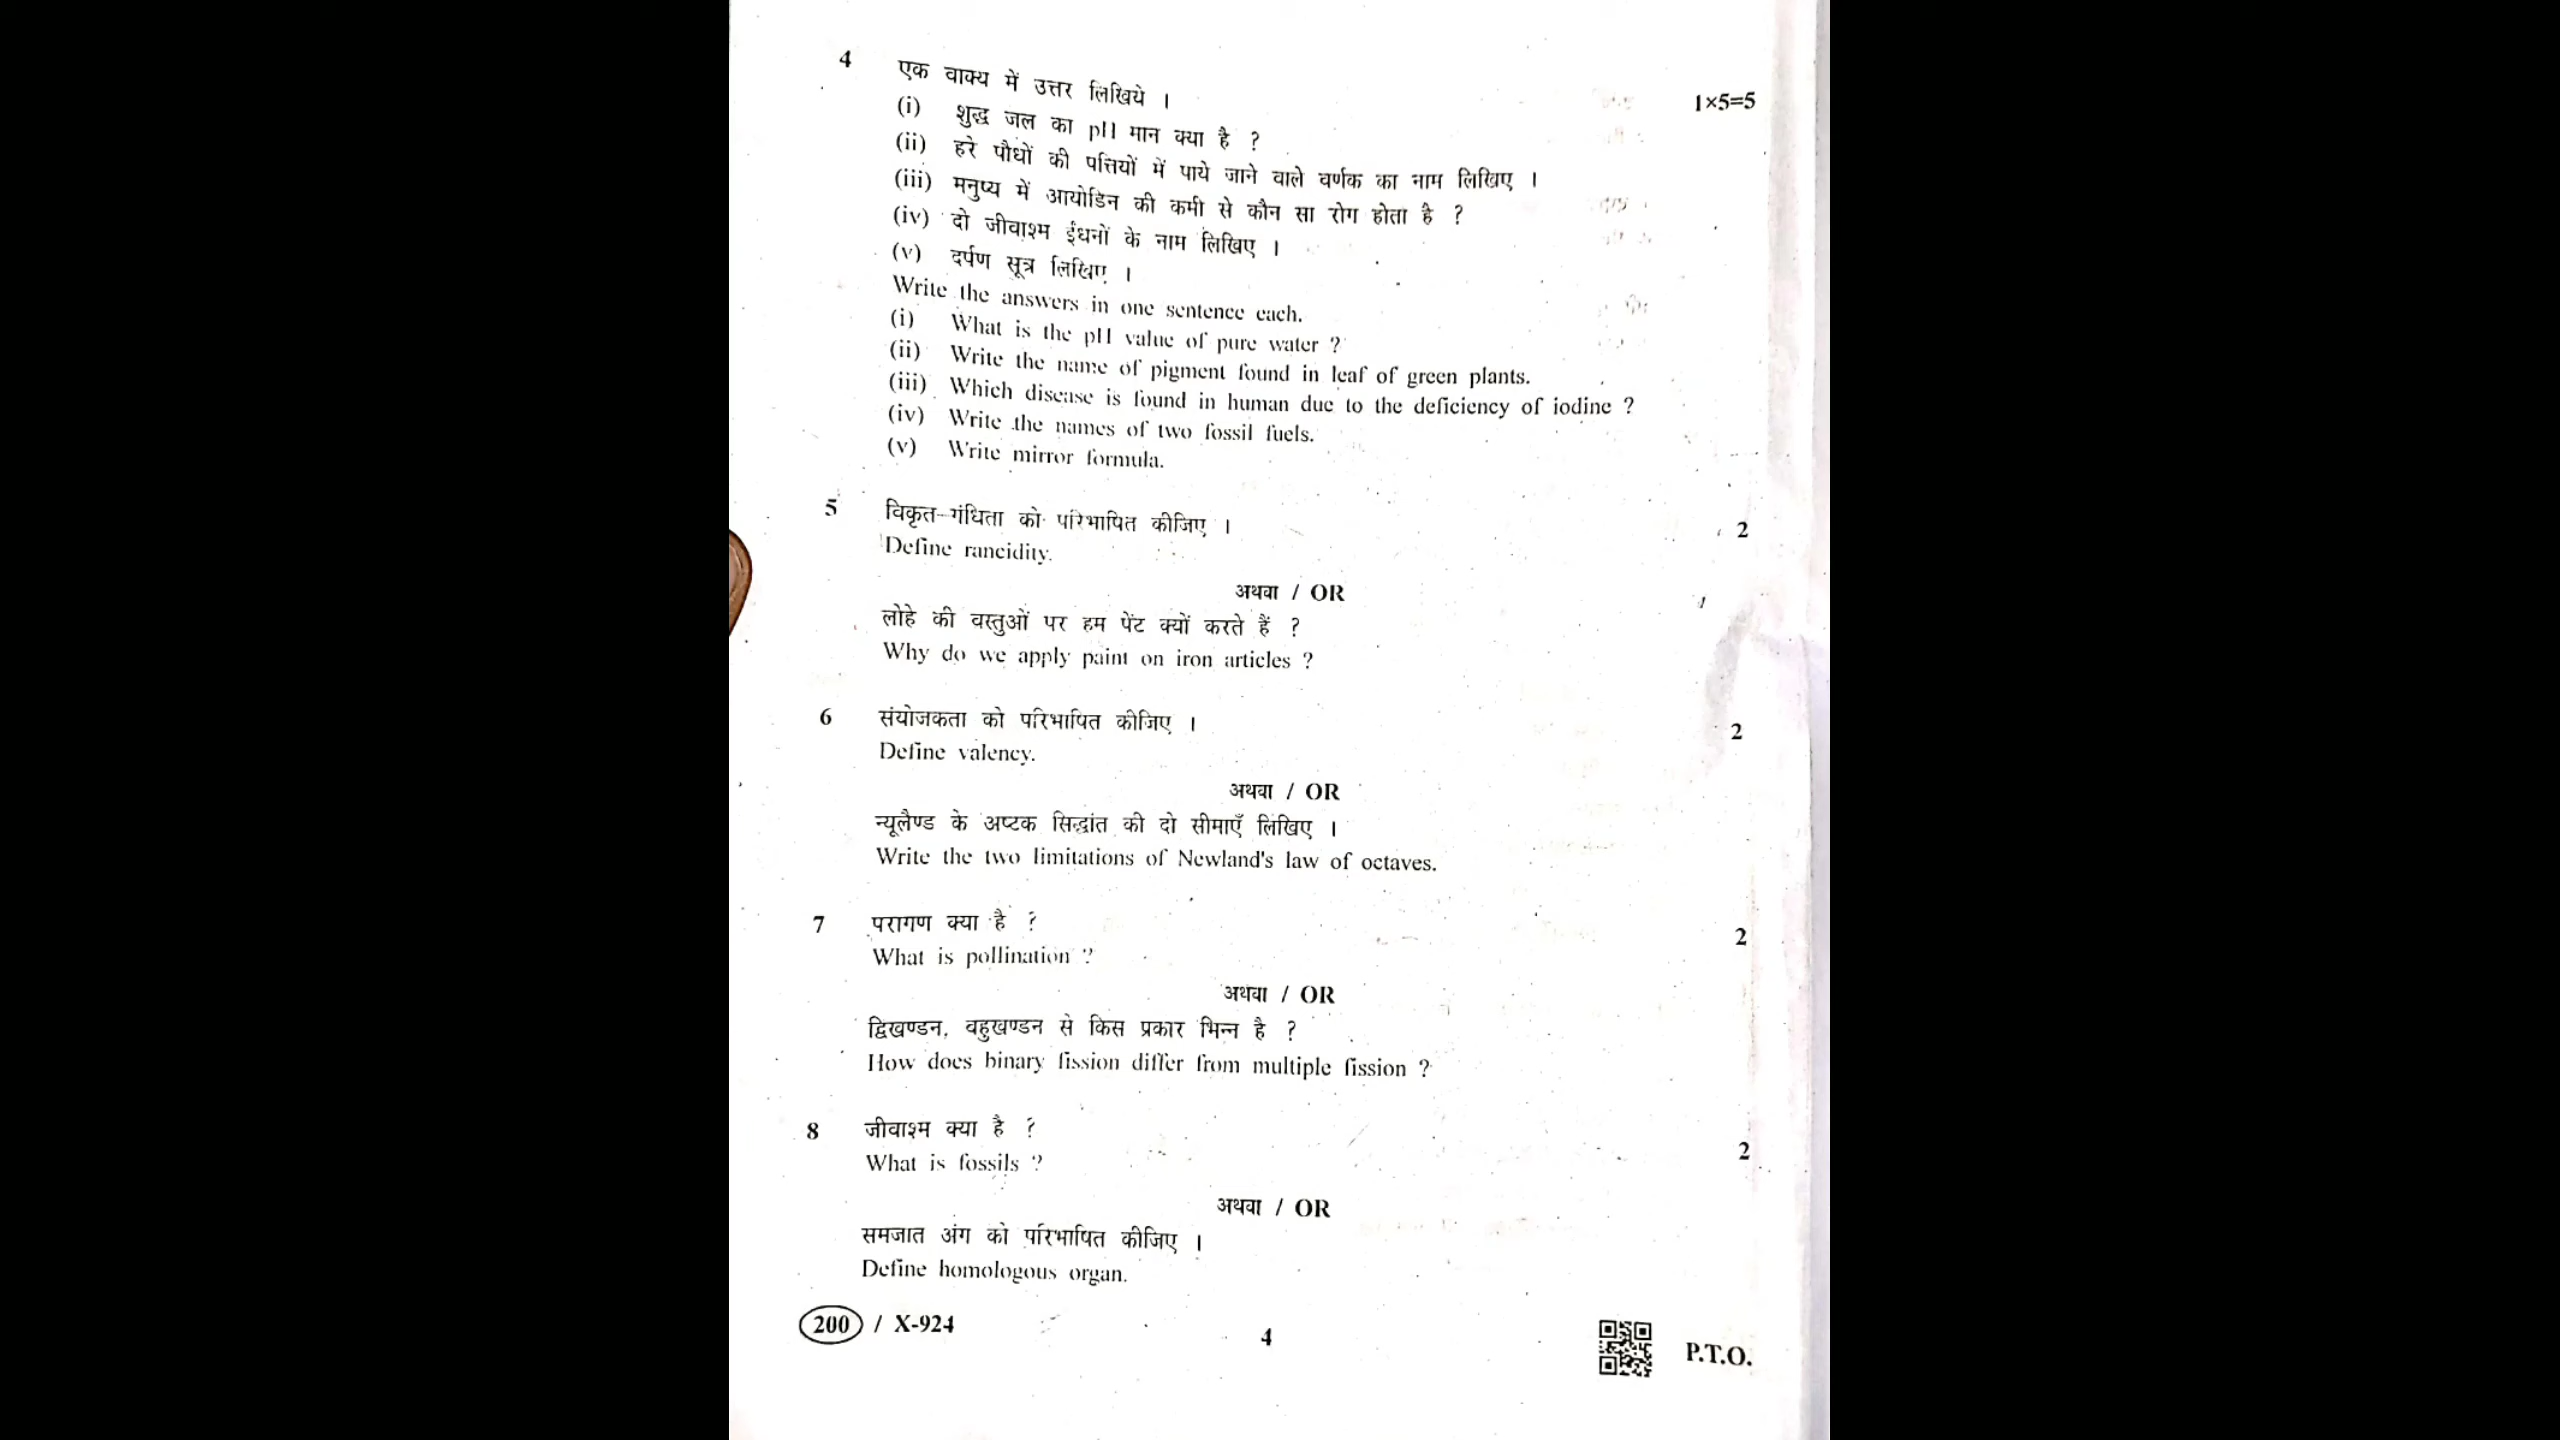 4 एक वाक्य में उत्तर लिखिये । 1×5=5
(i) शुद्ध जल का pH मान क्या है ?
(ii) हरे पौधों की पत्तियों में पाये जाने वाले वर्णक का नाम लिखिए ।
(iii) मनुष्य में आयोडिन की कमी से कौन सा रोग होता है ?
(iv) दो जीवाश्म ईंधनों के नाम लिखिए ।
(v) दर्पण सूत्र लिखिए ।
Write the answers in one sentence each.
(i) What is the pH value of pure water ?
(ii) Write the name of pigment found in leaf of green plants.
(iii) Which disease is found in human due to the deficiency of iodine ?
(iv) Write the names of two fossil fuels.
(v) Write mirror formula.
5 विकृत-गंधिता को परिभाषित कीजिए । 2
Define rancidity.
अथवा / OR
लोहे की वस्तुओं पर हम पेंट क्यों करते हैं ?
Why do we apply paint on iron articles ?
6 संयोजकता को परिभाषित कीजिए । 2
Define valency.
अथवा / OR
न्यूलैण्ड के अष्टक सिद्धांत की दो सीमाएँ लिखिए ।
Write the two limitations of Newland's law of octaves.
7 परागण क्या है ? 2
What is pollination ?
अथवा / OR
द्विखण्डन, बहुखण्डन से किस प्रकार भिन्न है ?
How does binary fission differ from multiple fission ?
8 जीवाश्म क्या है ? 2
What is fossils ?
अथवा / OR
समजात अंग को परिभाषित कीजिए ।
Define homologous organ.
200 / X-924 4 P.T.O.